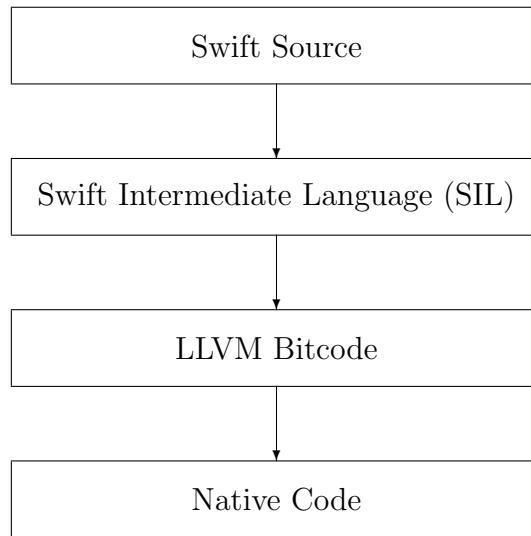 Swift Source
Swift Intermediate Language (SIL)
LLVM Bitcode
Native Code